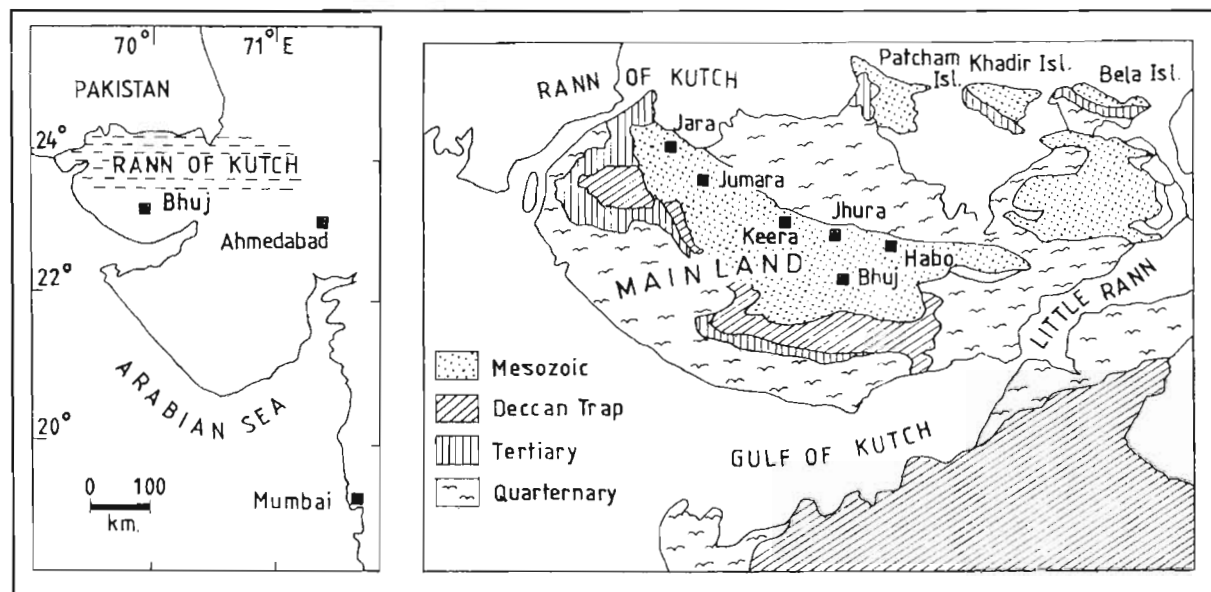 70° 71° E
PAKISTAN
24°
RANN OF KUTCH
Bhuj
Ahmedabad
22°
ARABIAN SEA
20°
0 100
km.
Mumbai
RANN OF KUTCH
Patcham
Isl.
Khadir Isl.
Bela Isl.
Jara
Jumara
Jhura
Keera
Habo
MAINLAND
Bhuj
LITTLE RANN
Mesozoic
Deccan Trap
Tertiary
Quarternary
GULF OF KUTCH